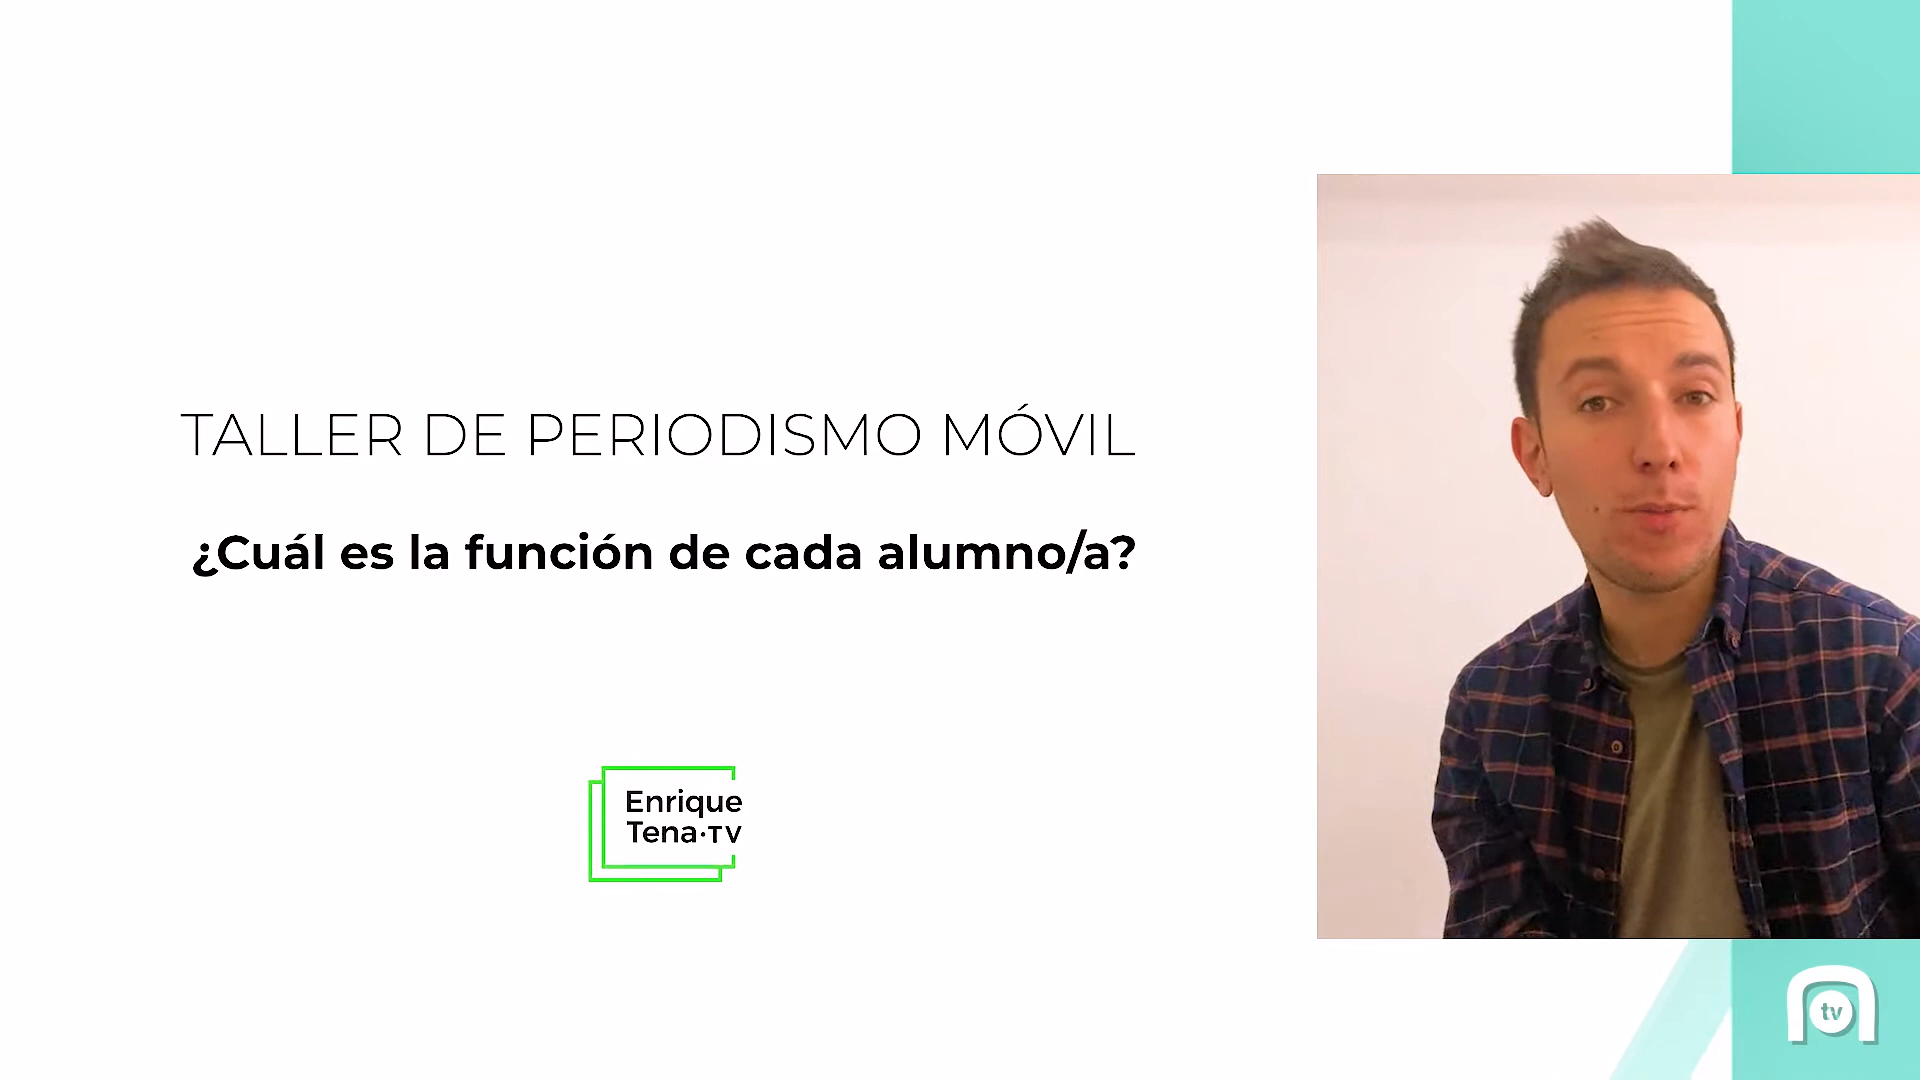 TALLER DE PERIODISMO MÓVIL
¿Cuál es la función de cada alumno/a?
Enrique
Tena·TV
tv